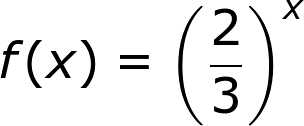 f(x) = (2/3)^x